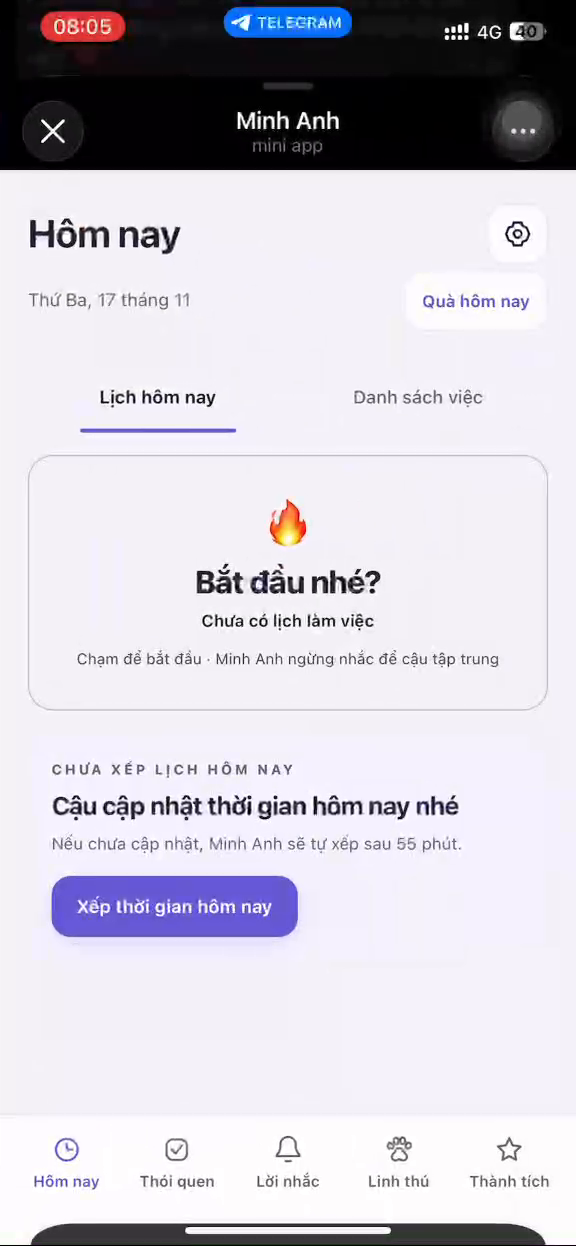 08:05
TELEGRAM
4G
40
Minh Anh
mini app
Hôm nay
Thứ Ba, 17 tháng 11
Quà hôm nay
Lịch hôm nay
Danh sách việc
Bắt đầu nhé?
Chưa có lịch làm việc
Chạm để bắt đầu · Minh Anh ngừng nhắc để cậu tập trung
CHƯA XẾP LỊCH HÔM NAY
Cậu cập nhật thời gian hôm nay nhé
Nếu chưa cập nhật, Minh Anh sẽ tự xếp sau 55 phút.
Xếp thời gian hôm nay
Hôm nay
Thói quen
Lời nhắc
Linh thú
Thành tích